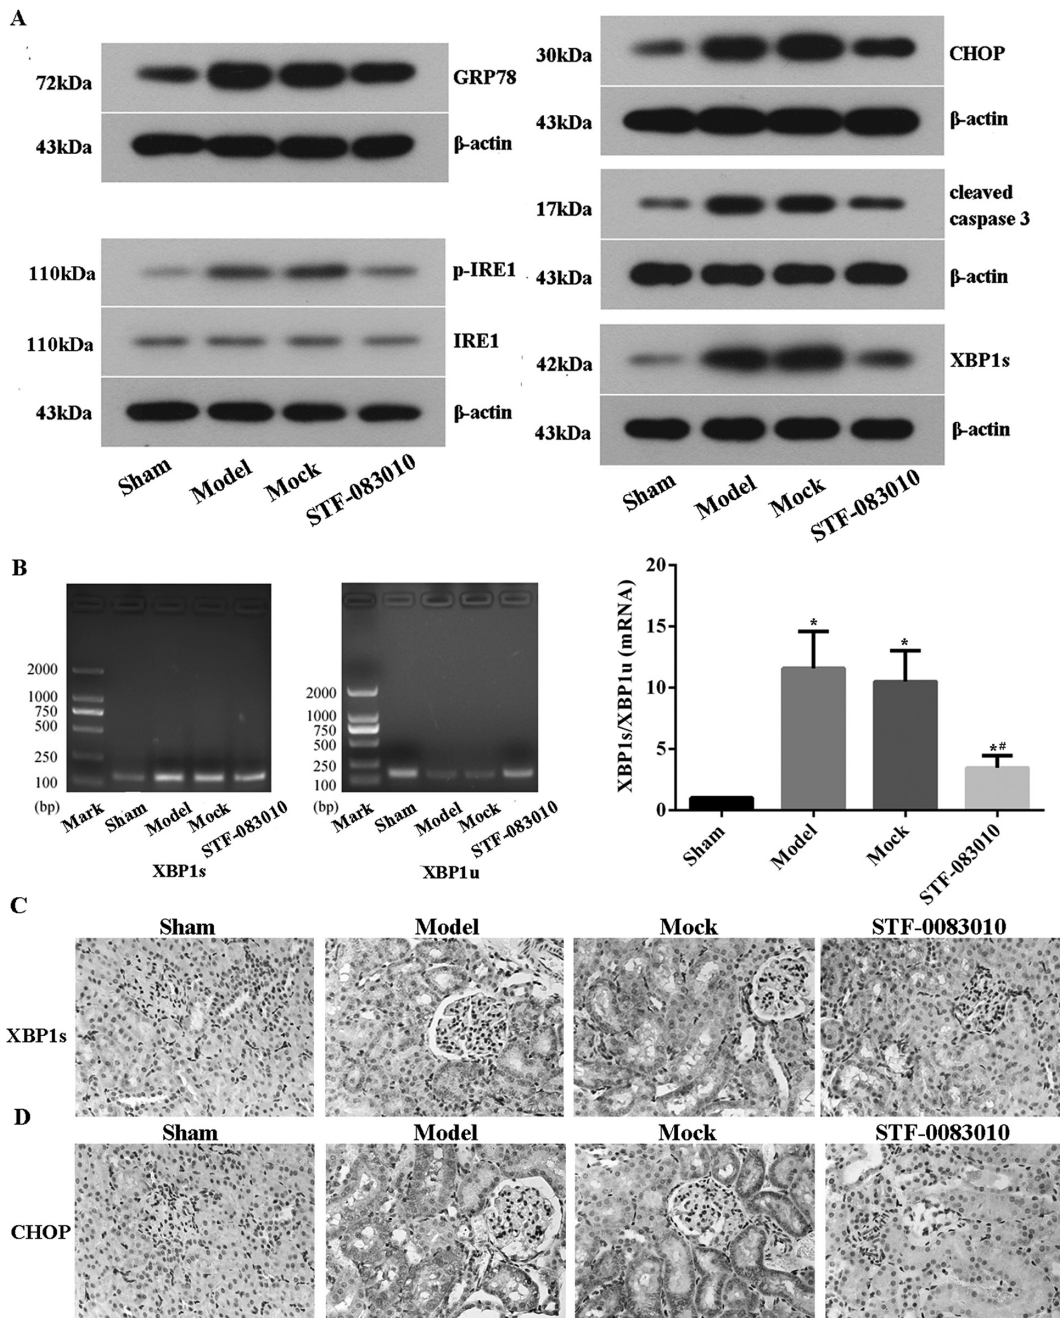 A
72kDa
GRP78
43kDa
β-actin
110kDa
p-IRE1
110kDa
IRE1
43kDa
β-actin
Sham
Model
Mock
STF-083010
30kDa
CHOP
43kDa
β-actin
17kDa
cleaved
caspase 3
43kDa
β-actin
42kDa
XBP1s
43kDa
β-actin
Sham
Model
Mock
STF-083010
B
2000
1000
750
500
250
100
(bp)
Mark
Sham
Model
Mock
STF-083010
XBP1s
2000
1000
750
500
250
100
(bp)
Mark
Sham
Model
Mock
STF-083010
XBP1u
XBP1s/XBP1u (mRNA)
20
15
10
5
0
*
*
*#
Sham
Model
Mock
STF-083010
C
Sham
Model
Mock
STF-0083010
XBP1s
D
Sham
Model
Mock
STF-0083010
CHOP